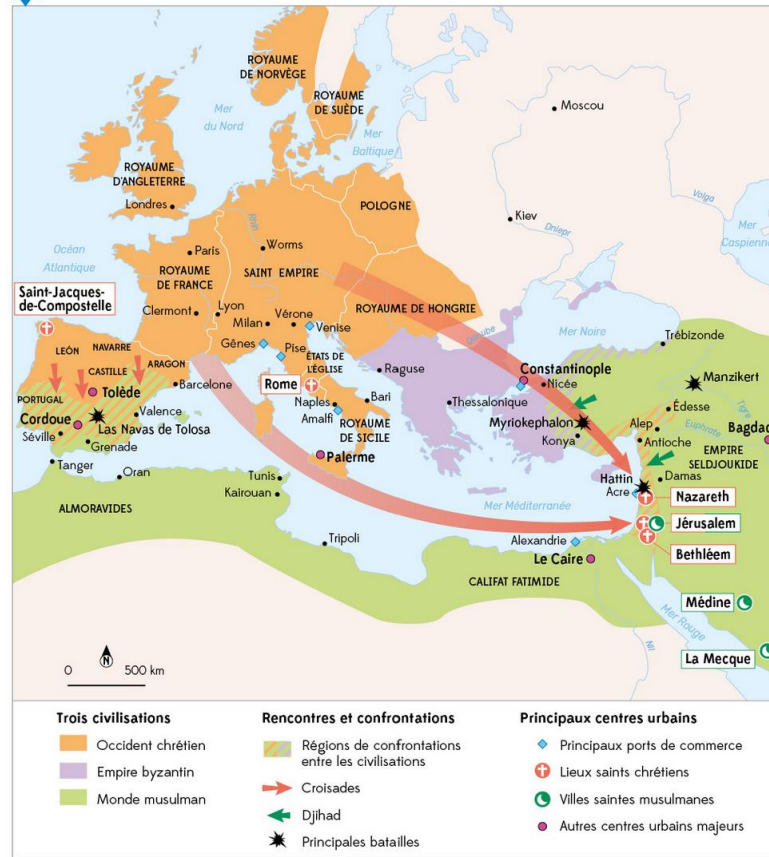 ROYAUME
DE NORVÈGE
ROYAUME
DE SUÈDE
Mer
du Nord
Mer
Baltique
Moscou
ROYAUME
D'ANGLETERRE
Londres
POLOGNE
Kiev
Dniepr
Volga
Mer
Caspienne
Océan
Atlantique
Paris
Rhin
Worms
SAINT EMPIRE
ROYAUME
DE FRANCE
Clermont
Lyon
ROYAUME DE HONGRIE
Saint-Jacques-
de-Compostelle
Milan
Vérone
Venise
Gênes
Pise
ÉTATS DE
L'ÉGLISE
Danube
Mer Noire
Trébizonde
LEÓN
NAVARRE
CASTILLE
ARAGON
PORTUGAL
Tolède
Barcelone
Rome
Raguse
Constantinople
Nicée
Manzikert
Cordoue
Valence
Las Navas de Tolosa
Séville
Grenade
Naples
Amalfi
Bari
ROYAUME
DE SICILE
Thessalonique
Myriokephalon
Konya
Édesse
Tigre
Alep
Euphrate
Antioche
Bagdad
EMPIRE
SELDJOUKIDE
Tanger
Oran
Tunis
Kairouan
Palerme
Hattin
Acre
Damas
Nazareth
ALMORAVIDES
Mer Méditerranée
Tripoli
Alexandrie
Jérusalem
Bethléem
Le Caire
CALIFAT FATIMIDE
Médine
Mer Rouge
Nil
La Mecque
N
0 500 km
Trois civilisations
Occident chrétien
Empire byzantin
Monde musulman
Rencontres et confrontations
Régions de confrontations
entre les civilisations
Croisades
Djihad
Principales batailles
Principaux centres urbains
Principaux ports de commerce
Lieux saints chrétiens
Villes saintes musulmanes
Autres centres urbains majeurs